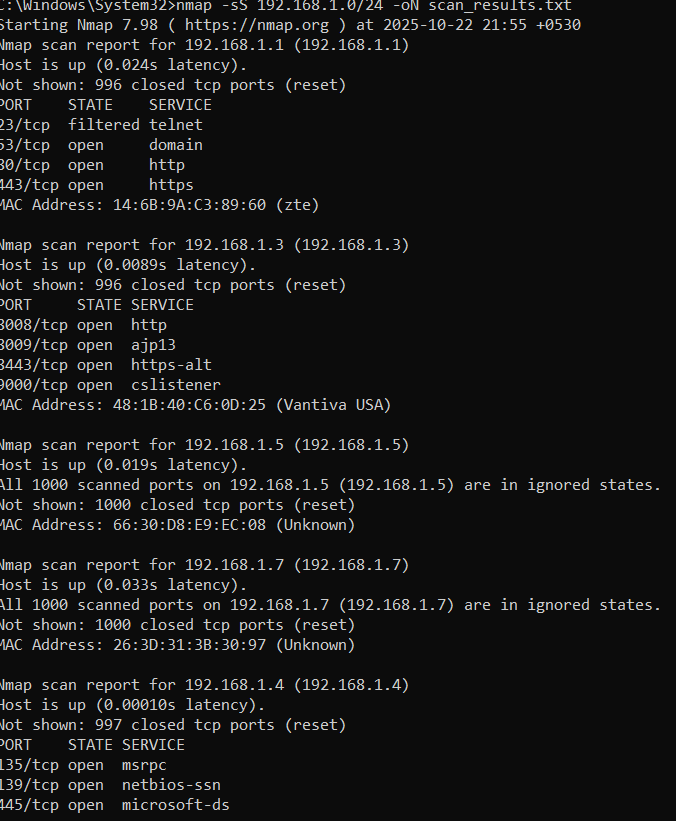 C:\Windows\System32>nmap -sS 192.168.1.0/24 -oN scan_results.txt
Starting Nmap 7.98 ( https://nmap.org ) at 2025-10-22 21:55 +0530
Nmap scan report for 192.168.1.1 (192.168.1.1)
Host is up (0.024s latency).
Not shown: 996 closed tcp ports (reset)
PORT    STATE    SERVICE
23/tcp  filtered telnet
53/tcp  open     domain
80/tcp  open     http
443/tcp open     https
MAC Address: 14:6B:9A:C3:89:60 (zte)

Nmap scan report for 192.168.1.3 (192.168.1.3)
Host is up (0.0089s latency).
Not shown: 996 closed tcp ports (reset)
PORT     STATE SERVICE
8008/tcp open  http
8009/tcp open  ajp13
8443/tcp open  https-alt
9000/tcp open  cslistener
MAC Address: 48:1B:40:C6:0D:25 (Vantiva USA)

Nmap scan report for 192.168.1.5 (192.168.1.5)
Host is up (0.019s latency).
All 1000 scanned ports on 192.168.1.5 (192.168.1.5) are in ignored states.
Not shown: 1000 closed tcp ports (reset)
MAC Address: 66:30:D8:E9:EC:08 (Unknown)

Nmap scan report for 192.168.1.7 (192.168.1.7)
Host is up (0.033s latency).
All 1000 scanned ports on 192.168.1.7 (192.168.1.7) are in ignored states.
Not shown: 1000 closed tcp ports (reset)
MAC Address: 26:3D:31:3B:30:97 (Unknown)

Nmap scan report for 192.168.1.4 (192.168.1.4)
Host is up (0.00010s latency).
Not shown: 997 closed tcp ports (reset)
PORT    STATE SERVICE
135/tcp open  msrpc
139/tcp open  netbios-ssn
445/tcp open  microsoft-ds